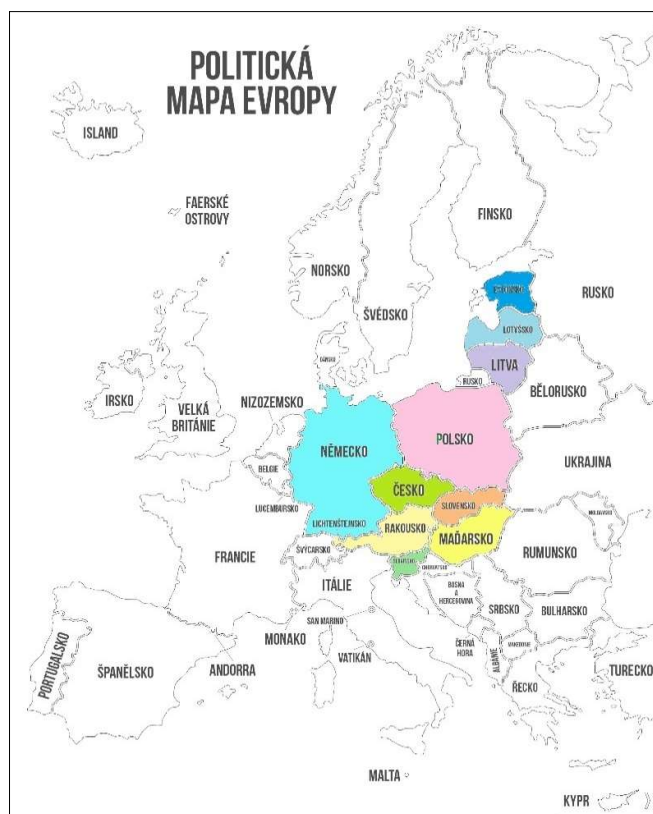 POLITICKÁ
MAPA EVROPY
ISLAND
FAERSKÉ
OSTROVY
FINSKO
NORSKO
ŠVÉDSKO
RUSKO
LOTYŠSKO
LITVA
DÁNSKO
RUSKO
BĚLORUSKO
IRSKO
VELKÁ
BRITÁNIE
NIZOZEMSKO
NĚMECKO
POLSKO
BELGIE
UKRAJINA
ČESKO
LUCEMBURSKO
SLOVENSKO
LICHTENŠTEJNSKO
RAKOUSKO
MAĎARSKO
ŠVÝCARSKO
FRANCIE
RUMUNSKO
ITÁLIE
BOSNA
A
HERCEGOVINA
SRBSKO
BULHARSKO
SAN MARINO
MONAKO
ČERNÁ
HORA
VATIKÁN
ALBÁNIE
PORTUGALSKO
ŠPANĚLSKO
ANDORRA
TURECKO
ŘECKO
MALTA
KYPR